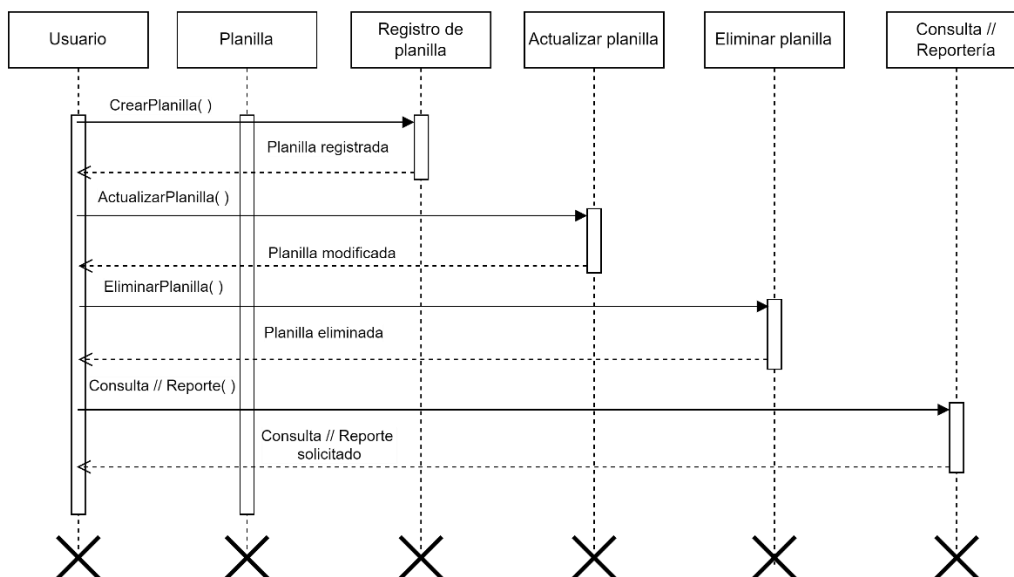 Usuario
Planilla
Registro de
planilla
Actualizar planilla
Eliminar planilla
Consulta //
Reportería
CrearPlanilla( )
Planilla registrada
ActualizarPlanilla( )
Planilla modificada
EliminarPlanilla( )
Planilla eliminada
Consulta // Reporte( )
Consulta // Reporte
solicitado